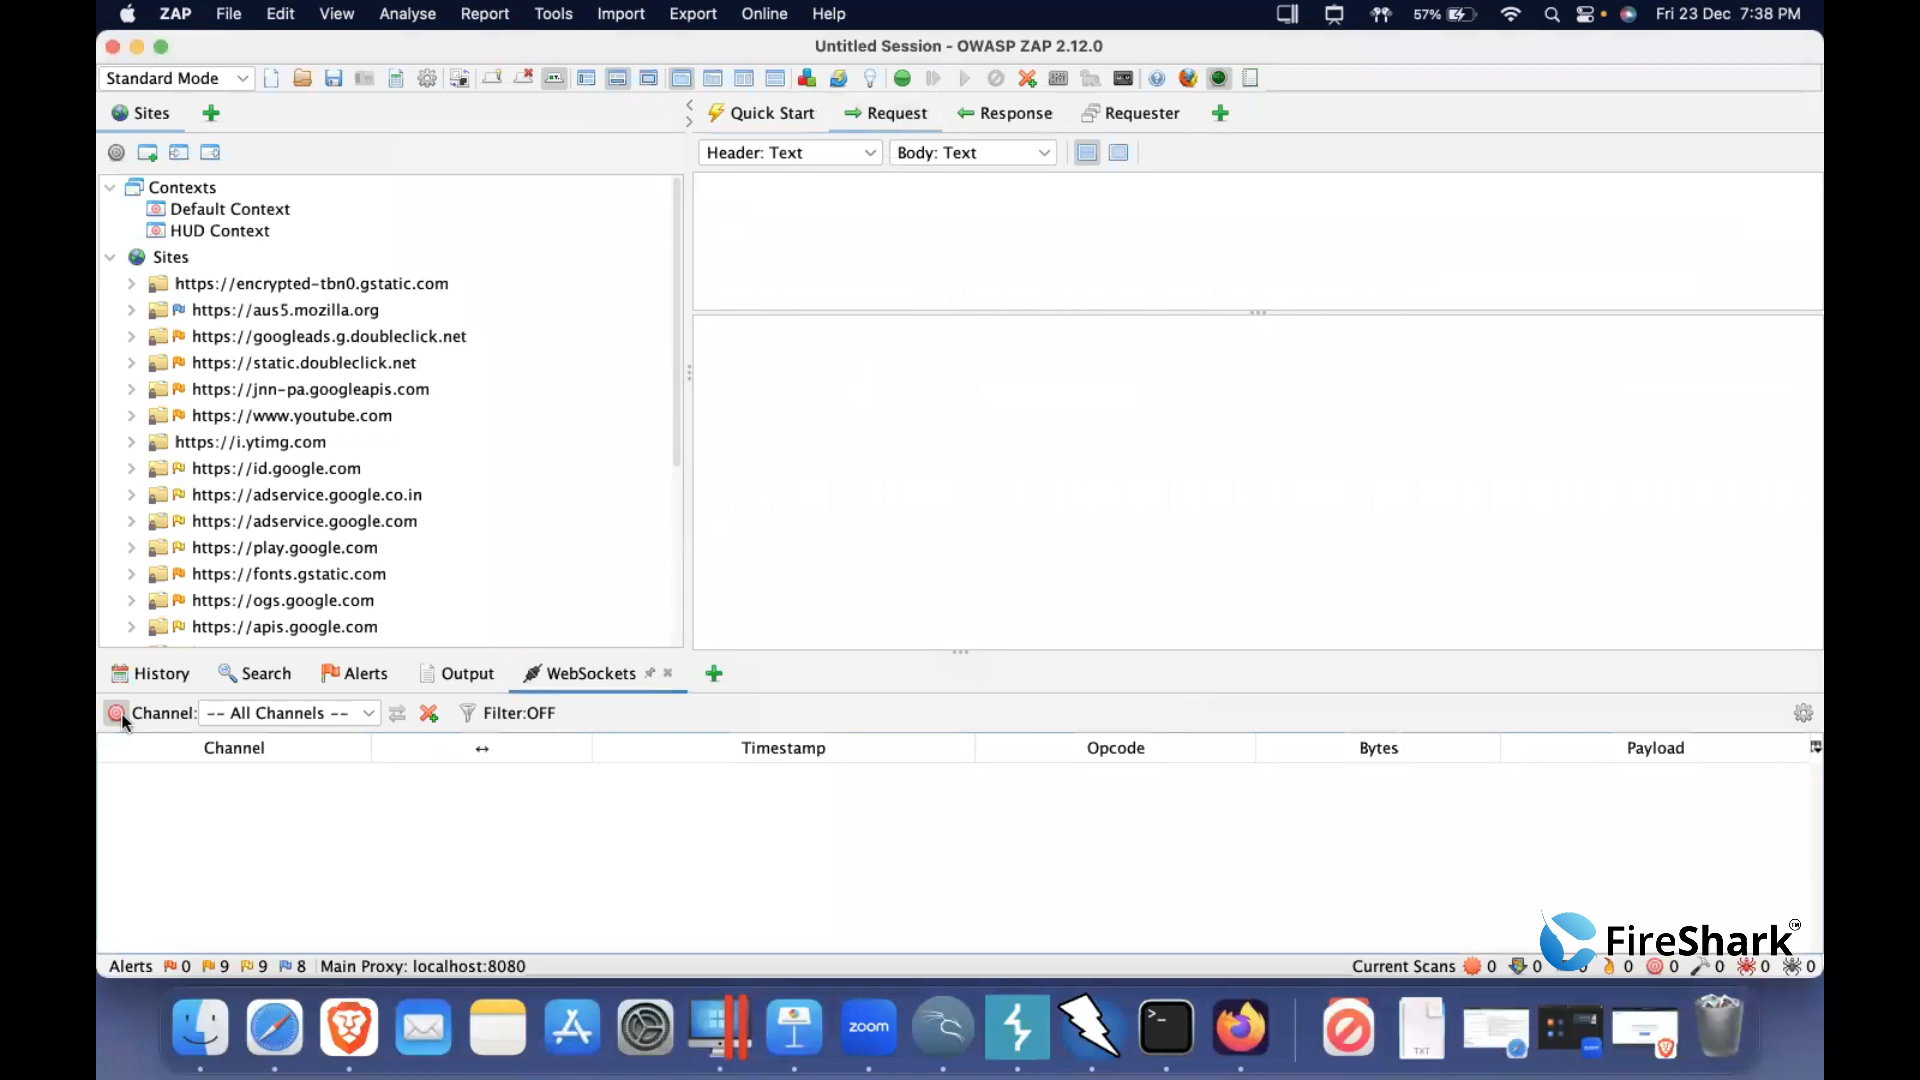 ZAP File Edit View Analyse Report Tools Import Export Online Help 57% Fri 23 Dec 7:38 PM
Untitled Session - OWASP ZAP 2.12.0
Standard Mode
Sites
Quick Start Request Response Requester
Header: Text Body: Text
Contexts
Default Context
HUD Context
Sites
https://encrypted-tbn0.gstatic.com
https://aus5.mozilla.org
https://googleads.g.doubleclick.net
https://static.doubleclick.net
https://jnn-pa.googleapis.com
https://www.youtube.com
https://i.ytimg.com
https://id.google.com
https://adservice.google.co.in
https://adservice.google.com
https://play.google.com
https://fonts.gstatic.com
https://ogs.google.com
https://apis.google.com
History Search Alerts Output WebSockets
Channel: -- All Channels -- Filter:OFF
Channel ↔ Timestamp Opcode Bytes Payload
FireShark™
Alerts 0 9 9 8 Main Proxy: localhost:8080 Current Scans 0 0 0 0 0 0 0
zoom
TXT